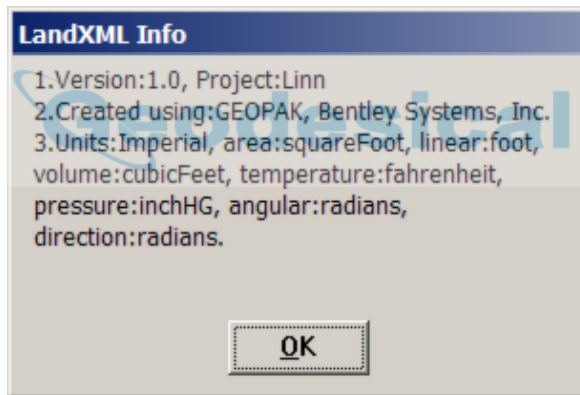 LandXML Info
1.Version:1.0, Project:Linn
2.Created using:GEOPAK, Bentley Systems, Inc.
3.Units:Imperial, area:squareFoot, linear:foot,
volume:cubicFeet, temperature:fahrenheit,
pressure:inchHG, angular:radians,
direction:radians.
Geodesical
OK